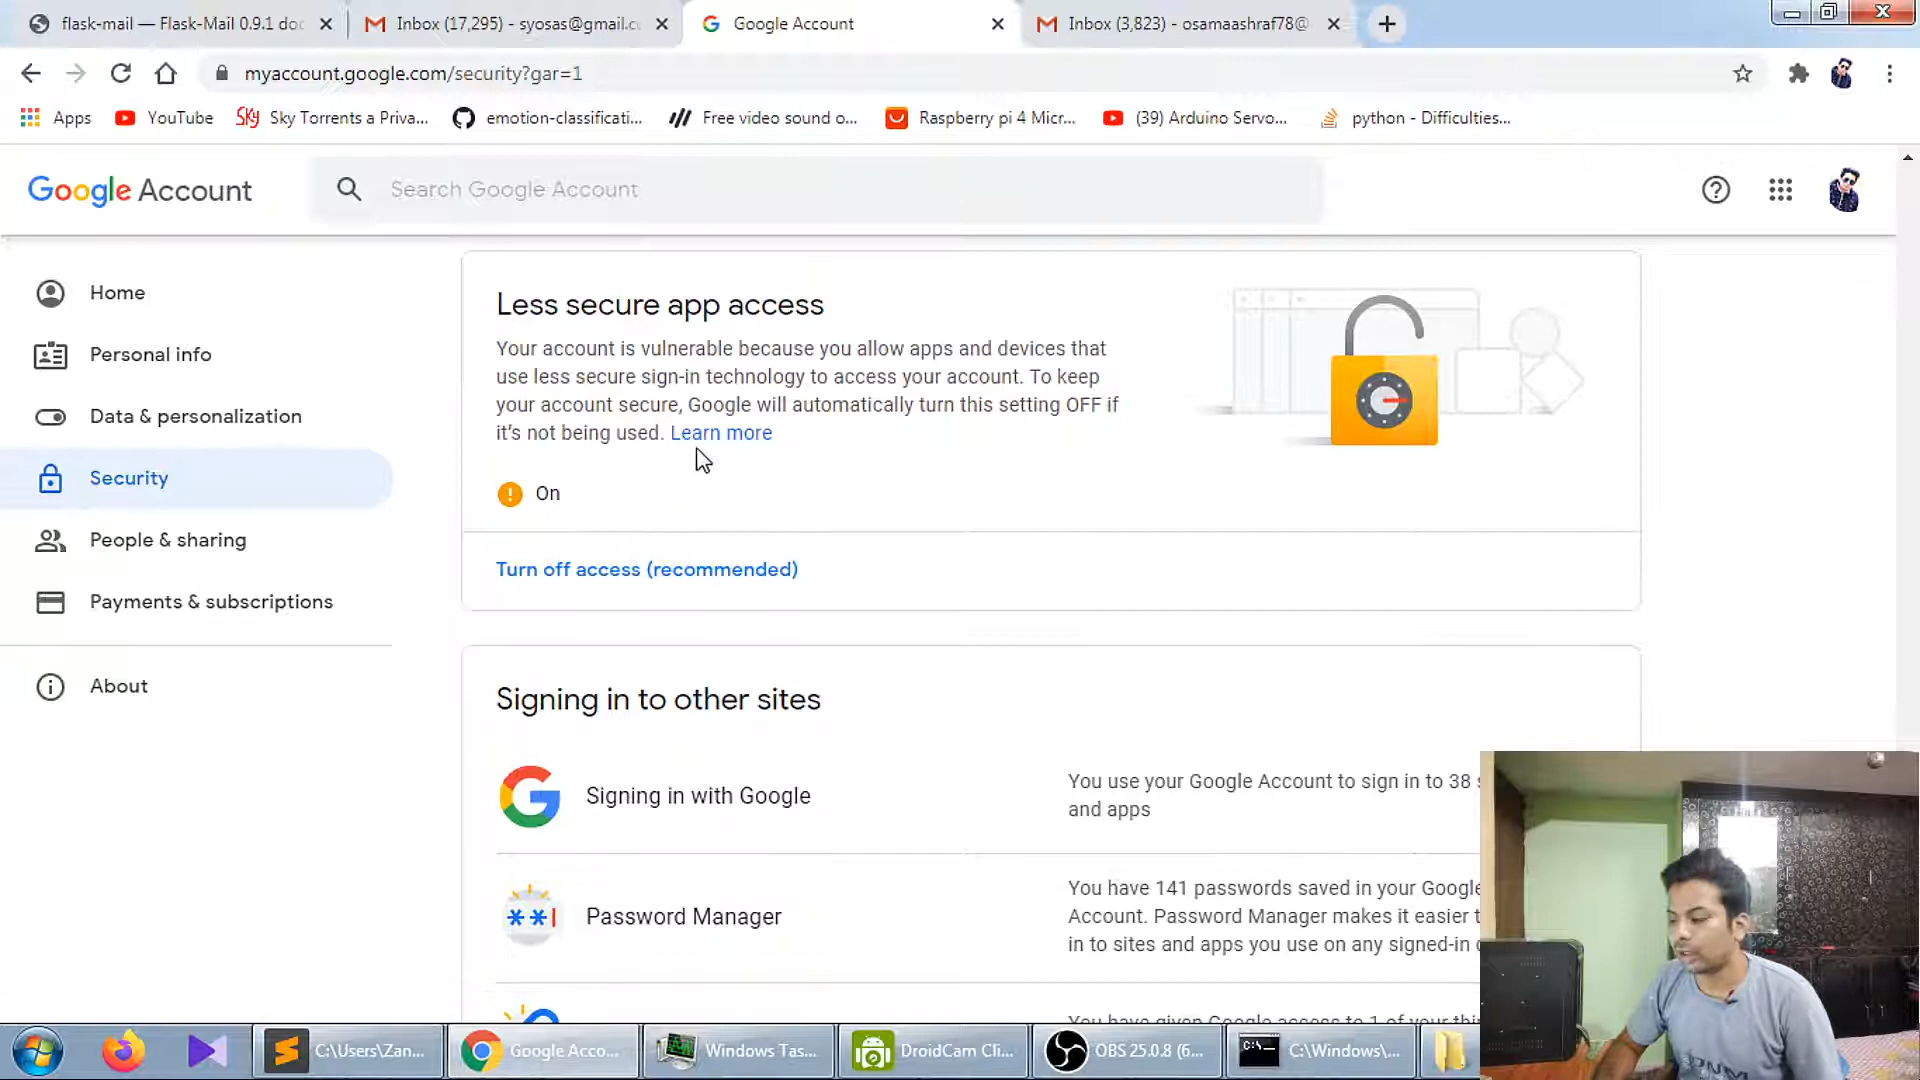 flask-mail — Flask-Mail 0.9.1 doc
Inbox (17,295) - syosas@gmail.c
Google Account
Inbox (3,823) - osamaashraf78@
myaccount.google.com/security?gar=1
Apps
YouTube
Sky Torrents a Priva...
emotion-classificati...
Free video sound o...
Raspberry pi 4 Micr...
(39) Arduino Servo...
python - Difficulties...
Google Account
Search Google Account
Home
Personal info
Data & personalization
Security
People & sharing
Payments & subscriptions
About
Less secure app access
Your account is vulnerable because you allow apps and devices that
use less secure sign-in technology to access your account. To keep
your account secure, Google will automatically turn this setting OFF if
it's not being used. Learn more
On
Turn off access (recommended)
Signing in to other sites
Signing in with Google
You use your Google Account to sign in to 38
and apps
Password Manager
You have 141 passwords saved in your Google
Account. Password Manager makes it easier
in to sites and apps you use on any signed-in
You have given Google access to 1 of your
C:\Users\Zan...
Google Acco...
Windows Tas...
DroidCam Cli...
OBS 25.0.8 (6...
C:\Windows\...